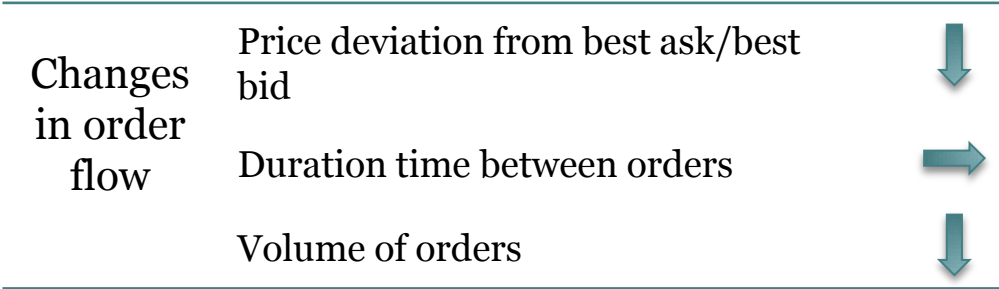 Changes
in order
flow
Price deviation from best ask/best
bid
Duration time between orders
Volume of orders